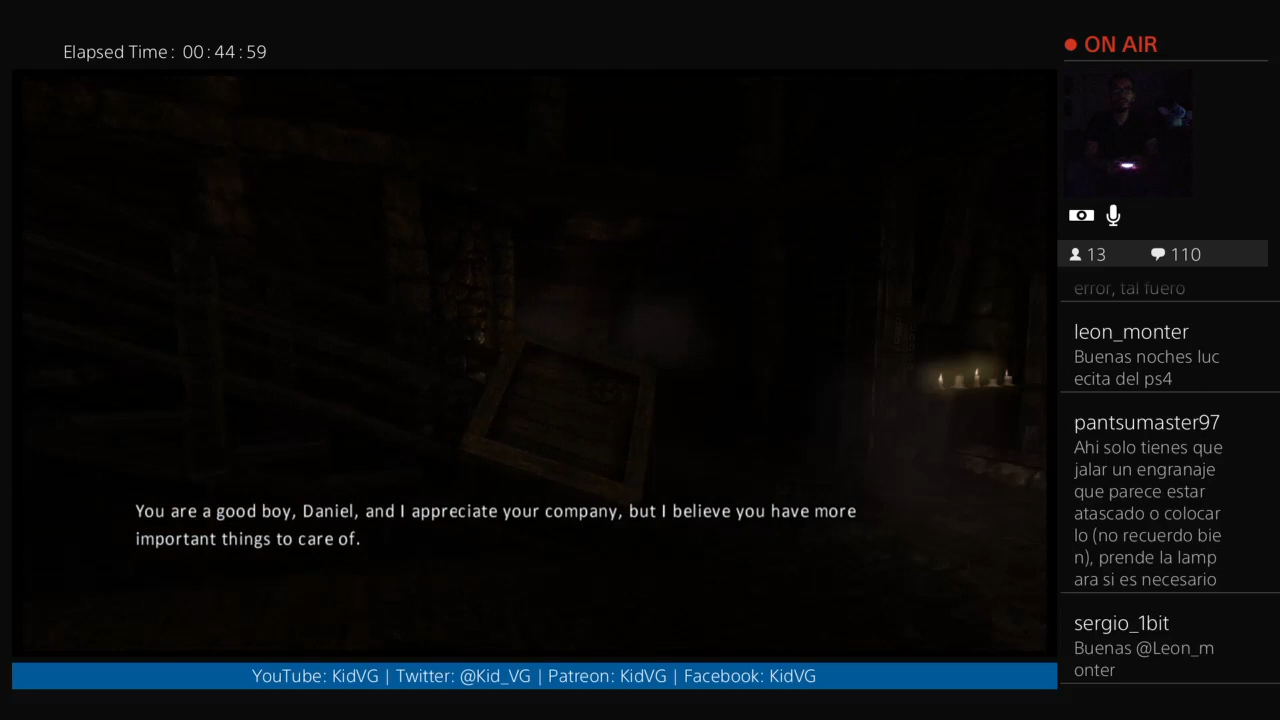 Elapsed Time: 00:44:59
ON AIR
13 110
error, tal fuero
leon_monter
Buenas noches luc
ecita del ps4
pantsumaster97
Ahi solo tienes que
jalar un engranaje
que parece estar
atascado o colocar
lo (no recuerdo bie
n), prende la lamp
ara si es necesario
sergio_1bit
Buenas @Leon_m
onter
You are a good boy, Daniel, and I appreciate your company, but I believe you have more
important things to care of.
YouTube: KidVG | Twitter: @Kid_VG | Patreon: KidVG | Facebook: KidVG